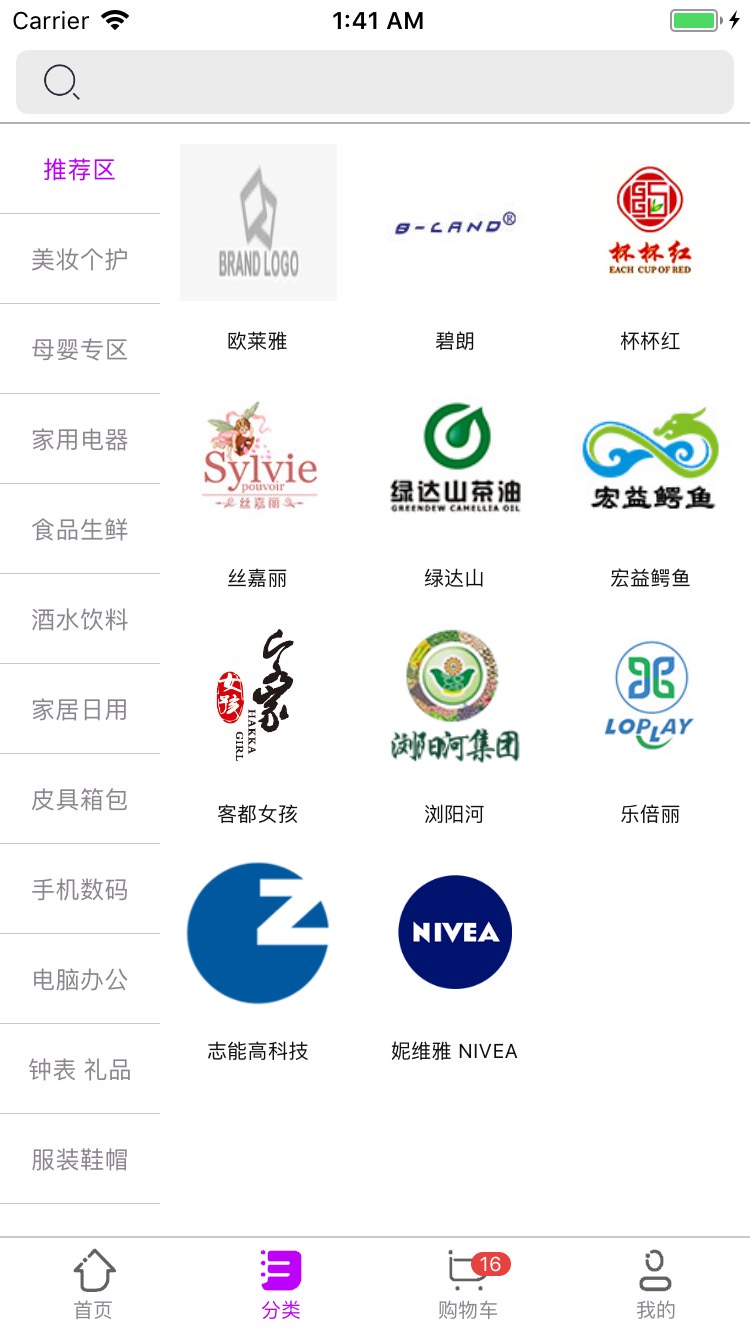 Carrier
1:41 AM
推荐区
美妆个护
母婴专区
家用电器
食品生鲜
酒水饮料
家居日用
皮具箱包
手机数码
电脑办公
钟表 礼品
服装鞋帽
BRAND LOGO
B-LAND®
杯杯红
EACH CUP OF RED
欧莱雅
碧朗
杯杯红
Sylvie
pouvoir
丝嘉丽
绿达山茶油
GREENDEW CAMELLIA OIL
宏益鳄鱼
丝嘉丽
绿达山
宏益鳄鱼
客家
女孩
HAKKA
GIRL
浏阳河集团
LOPLAY
客都女孩
浏阳河
乐倍丽
NIVEA
志能高科技
妮维雅 NIVEA
16
首页
分类
购物车
我的